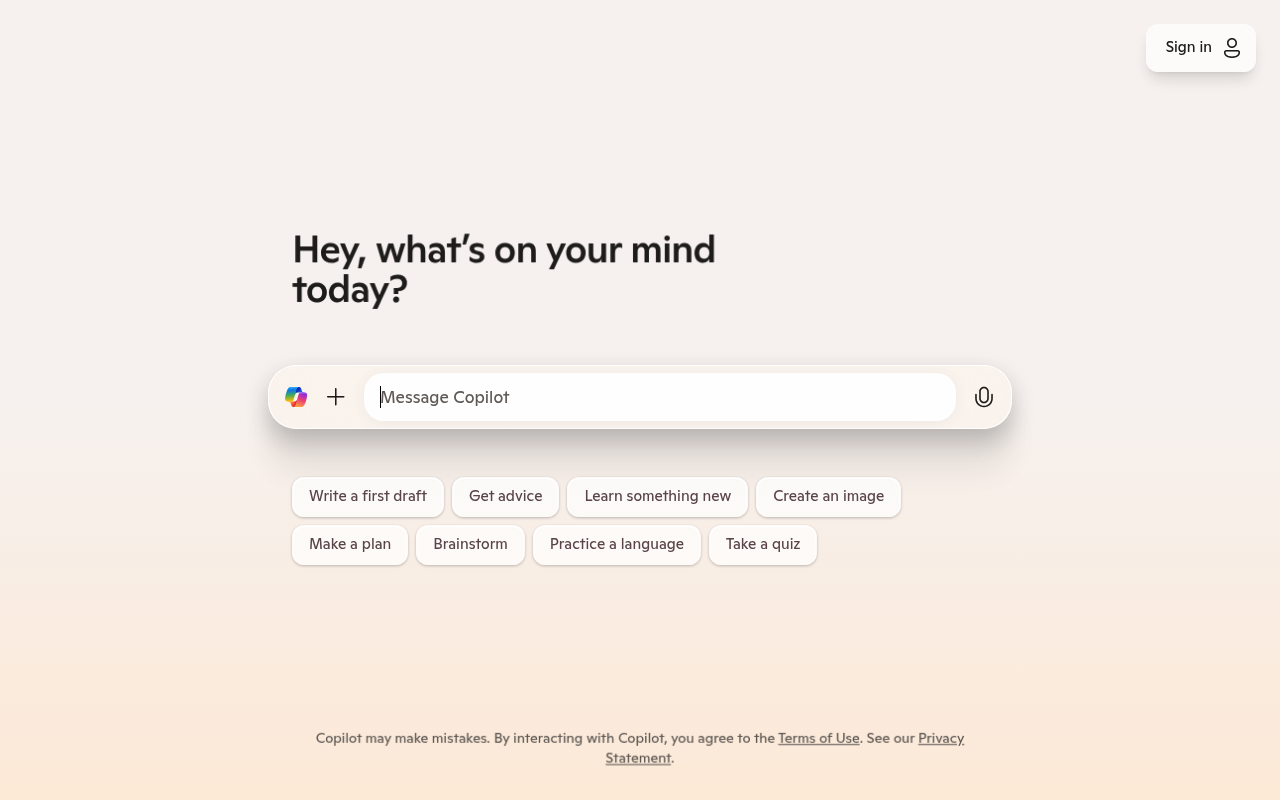 Sign in
Hey, what's on your mind
today?
Message Copilot
Write a first draft
Get advice
Learn something new
Create an image
Make a plan
Brainstorm
Practice a language
Take a quiz
Copilot may make mistakes. By interacting with Copilot, you agree to the Terms of Use. See our Privacy
Statement.